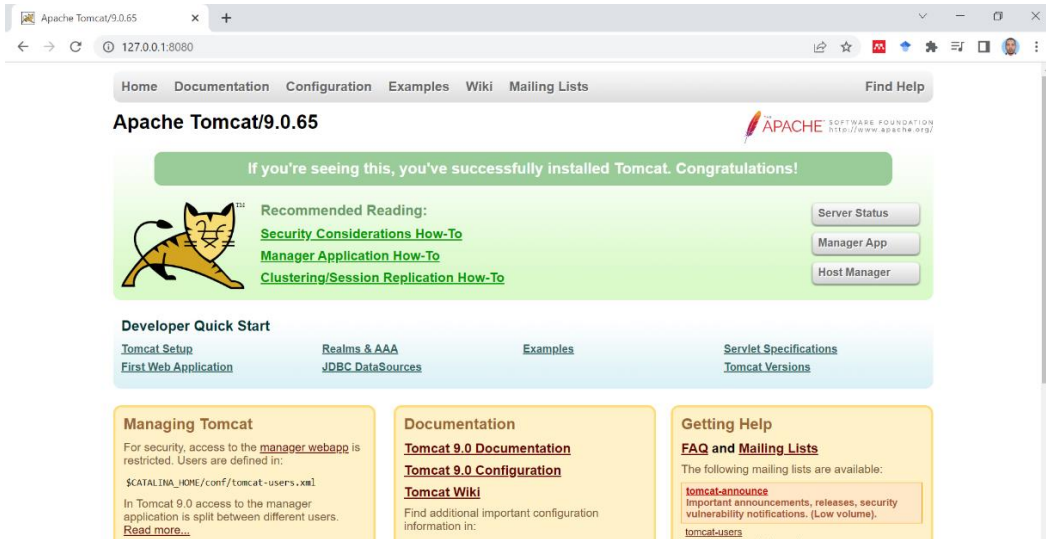 Apache Tomcat/9.0.65
127.0.0.1:8080
Home Documentation Configuration Examples Wiki Mailing Lists Find Help
Apache Tomcat/9.0.65
THE APACHE SOFTWARE FOUNDATION
http://www.apache.org/
If you're seeing this, you've successfully installed Tomcat. Congratulations!
TM
Recommended Reading:
Security Considerations How-To
Manager Application How-To
Clustering/Session Replication How-To
Server Status
Manager App
Host Manager
Developer Quick Start
Tomcat Setup
First Web Application
Realms & AAA
JDBC DataSources
Examples
Servlet Specifications
Tomcat Versions
Managing Tomcat
For security, access to the manager webapp is
restricted. Users are defined in:
$CATALINA_HOME/conf/tomcat-users.xml
In Tomcat 9.0 access to the manager
application is split between different users.
Read more...
Documentation
Tomcat 9.0 Documentation
Tomcat 9.0 Configuration
Tomcat Wiki
Find additional important configuration
information in:
Getting Help
FAQ and Mailing Lists
The following mailing lists are available:
tomcat-announce
Important announcements, releases, security
vulnerability notifications. (Low volume).
tomcat-users